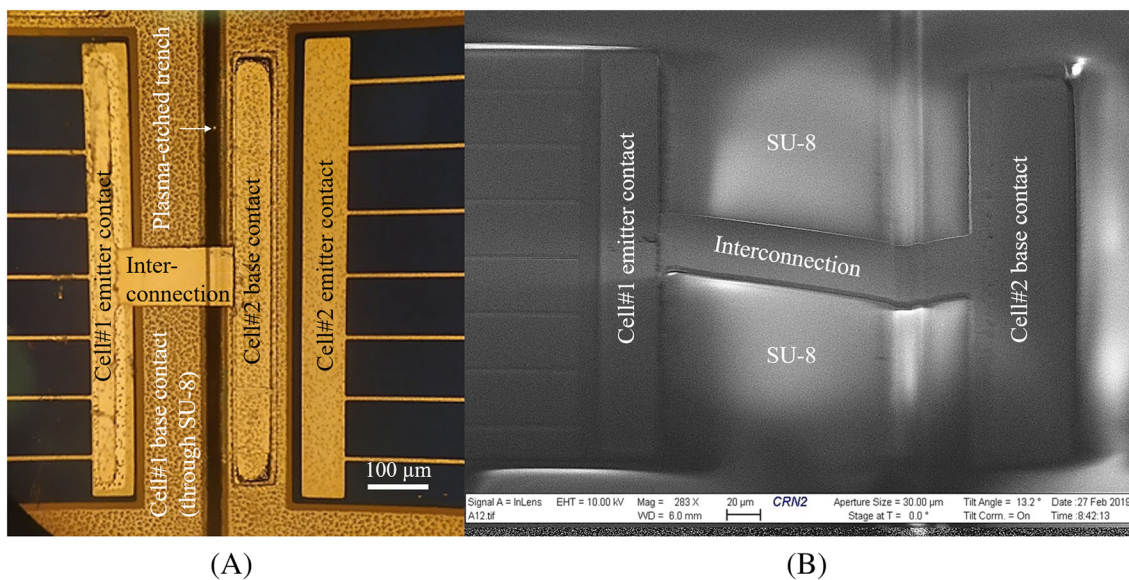 Cell#1 emitter contact
Plasma-etched trench
Inter-
connection
Cell#1 base contact
(through SU-8)
Cell#2 base contact
Cell#2 emitter contact
100 µm
(A)
SU-8
Cell#1 emitter contact
Interconnection
Cell#2 base contact
SU-8
Signal A = InLens EHT = 10.00 kV Mag = 283 X 20 µm CRN2 Aperture Size = 30.00 µm Tilt Angle = 13.2 ° Date :27 Feb 2019
A12.tif WD = 6.0 mm Stage at T = 0.0 ° Tilt Corrn. = On Time :8:42:13
(B)